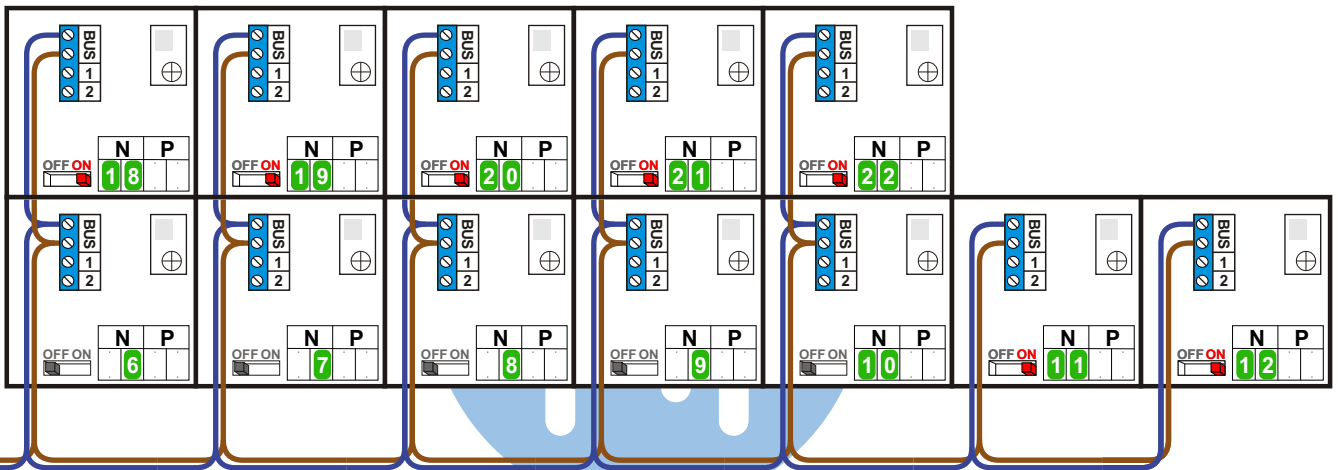 BUS 1 2 BUS 1 2 BUS 1 2 BUS 1 2 BUS 1 2
N P N P N P N P N P
OFF ON 18 OFF ON 19 OFF ON 20 OFF ON 21 OFF ON 22
BUS 1 2 BUS 1 2 BUS 1 2 BUS 1 2 BUS 1 2 BUS 1 2 BUS 1 2
N P N P N P N P N P N P N P
OFF ON 6 OFF ON 7 OFF ON 8 OFF ON 9 OFF ON 10 OFF ON 11 OFF ON 12